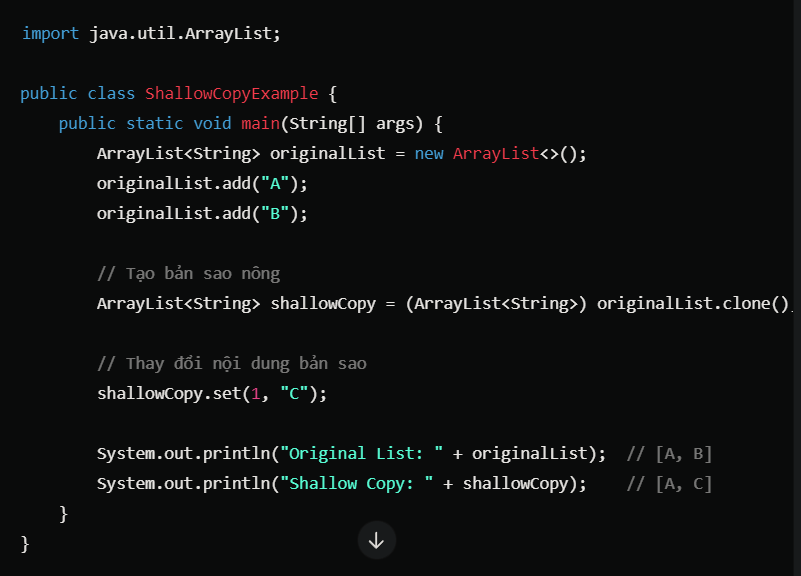 import java.util.ArrayList;
public class ShallowCopyExample {
public static void main(String[] args) {
ArrayList<String> originalList = new ArrayList<>();
originalList.add("A");
originalList.add("B");
// Tạo bản sao nông
ArrayList<String> shallowCopy = (ArrayList<String>) originalList.clone();
// Thay đổi nội dung bản sao
shallowCopy.set(1, "C");
System.out.println("Original List: " + originalList);  // [A, B]
System.out.println("Shallow Copy: " + shallowCopy);    // [A, C]
}
}